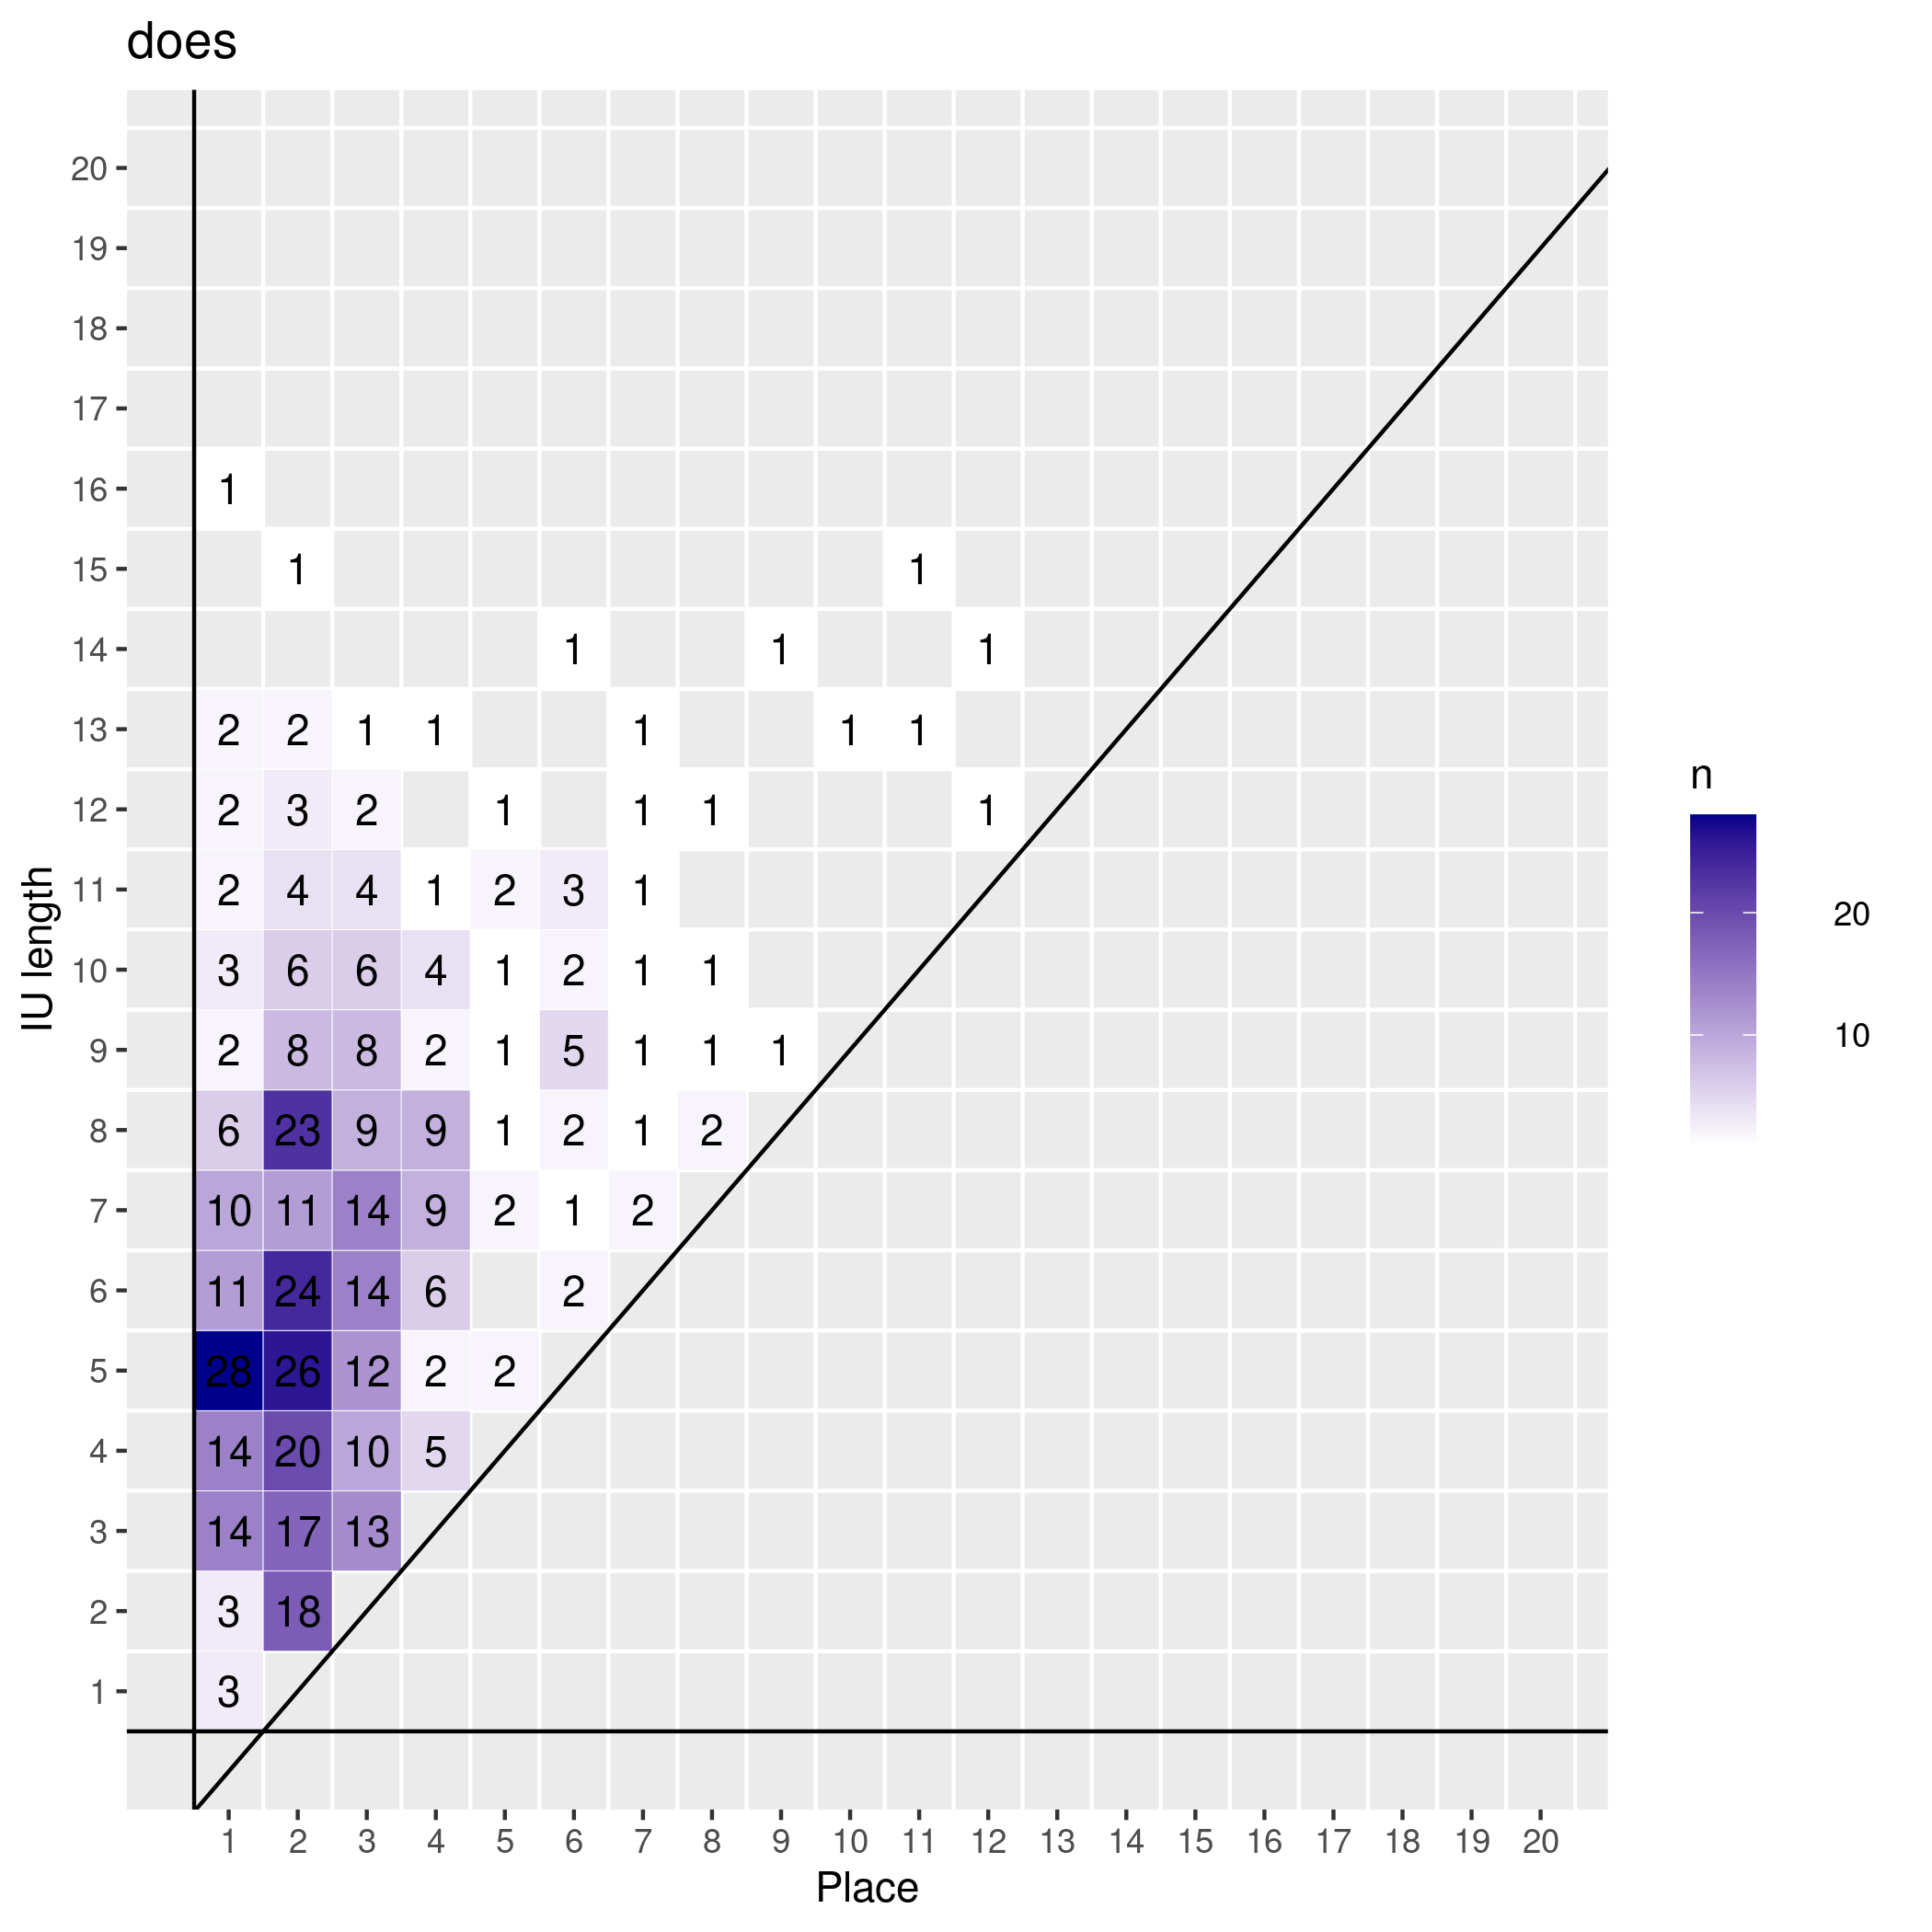 does
20
19
18
17
16 1
15 1 1
14 1 1 1
13 2 2 1 1 1 1 1
12 2 3 2 1 1 1 1
11 2 4 4 1 2 3 1
10 3 6 6 4 1 2 1 1
9 2 8 8 2 1 5 1 1 1
8 6 23 9 9 1 2 1 2
7 10 11 14 9 2 1 2
6 11 24 14 6 2
5 28 26 12 2 2
4 14 20 10 5
3 14 17 13
2 3 18
1 3
1 2 3 4 5 6 7 8 9 10 11 12 13 14 15 16 17 18 19 20
Place
IU length
n
20
10